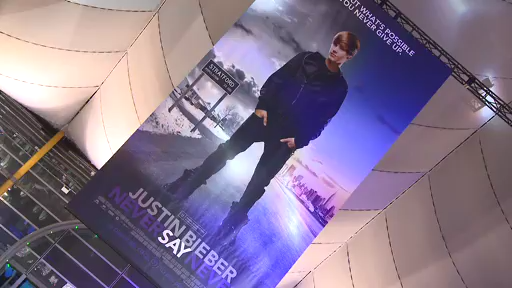 T WHAT'S POSSIBLE
YOU NEVER GIVE UP.
STRATFORD
JUSTIN BIEBER
NEVER SAY NEVER